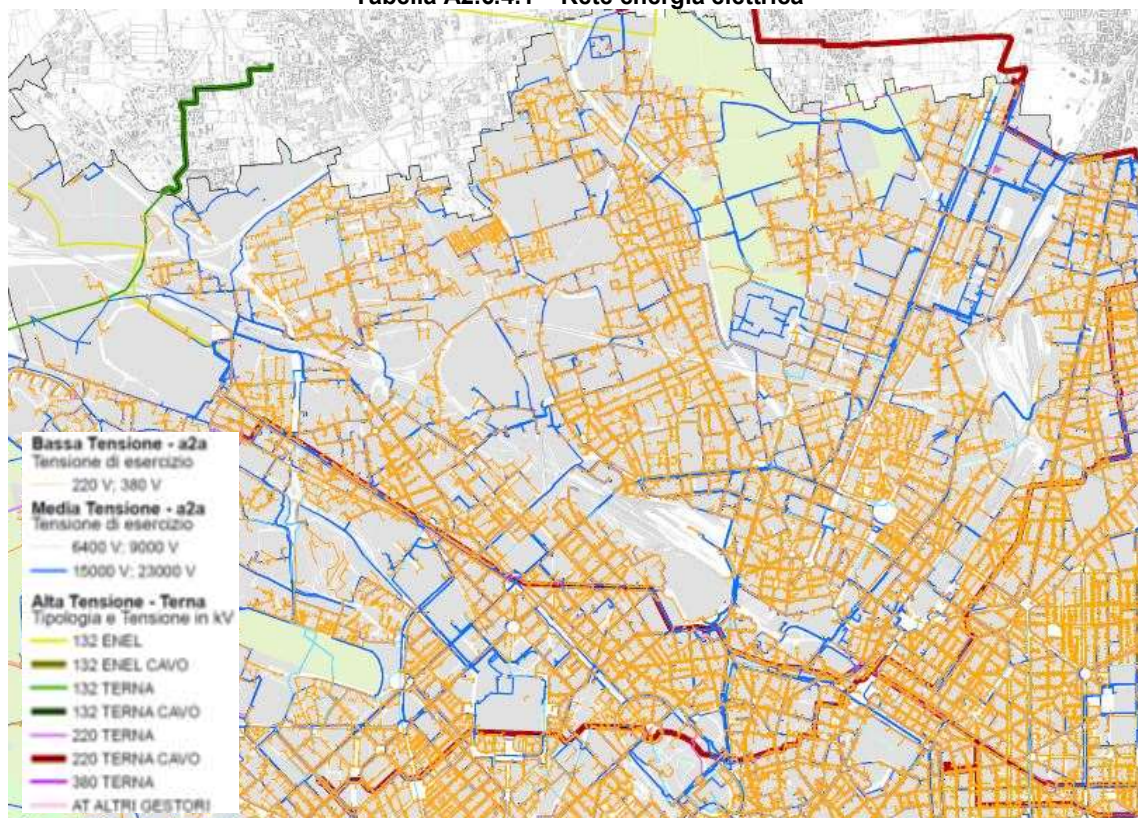 Tabella A2.3.4.1 – Rete energia elettrica
Bassa Tensione - a2a
Tensione di esercizio
220 V; 380 V
Media Tensione - a2a
Tensione di esercizio
6400 V; 9000 V
15000 V; 23000 V
Alta Tensione - Terna
Tipologia e Tensione in kV
132 ENEL
132 ENEL CAVO
132 TERNA
132 TERNA CAVO
220 TERNA
220 TERNA CAVO
380 TERNA
AT ALTRI GESTORI